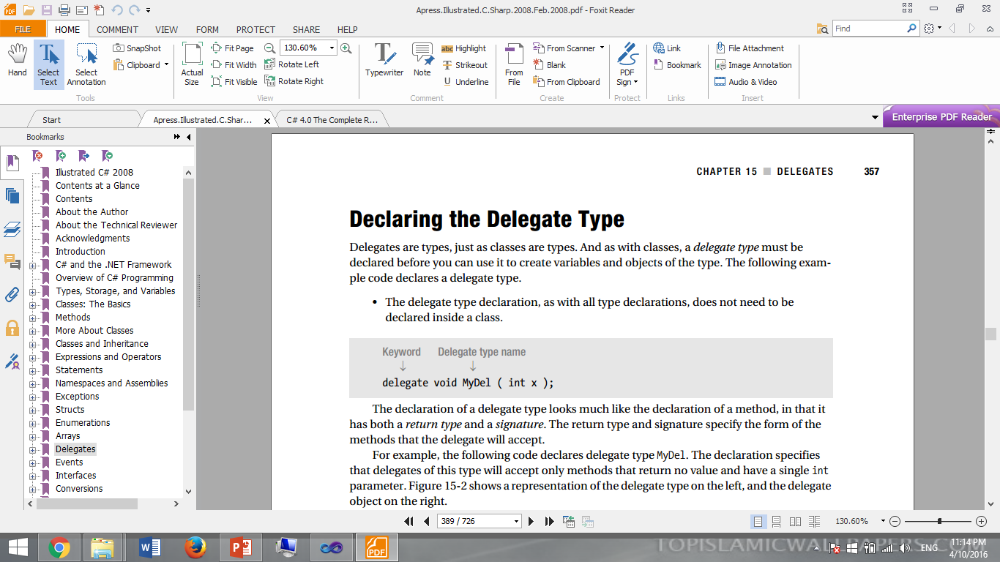 Apress.Illustrated.C.Sharp.2008.Feb.2008.pdf - Foxit Reader
FILE HOME COMMENT VIEW FORM PROTECT SHARE HELP
Find
Hand
Select Text
Select Annotation
SnapShot
Clipboard
Tools
Actual Size
Fit Page
Fit Width
Fit Visible
130.60%
Rotate Left
Rotate Right
View
Typewriter
Note
Highlight
Strikeout
Underline
Comment
From File
From Scanner
Blank
From Clipboard
Create
PDF Sign
Protect
Link
Bookmark
Links
File Attachment
Image Annotation
Audio & Video
Insert
Start
Apress.Illustrated.C.Shar...
C# 4.0 The Complete R...
Enterprise PDF Reader
Bookmarks
Illustrated C# 2008
Contents at a Glance
Contents
About the Author
About the Technical Reviewer
Acknowledgments
Introduction
C# and the .NET Framework
Overview of C# Programming
Types, Storage, and Variables
Classes: The Basics
Methods
More About Classes
Classes and Inheritance
Expressions and Operators
Statements
Namespaces and Assemblies
Exceptions
Structs
Enumerations
Arrays
Delegates
Events
Interfaces
Conversions
CHAPTER 15 ■ DELEGATES 357
Declaring the Delegate Type
Delegates are types, just as classes are types. And as with classes, a delegate type must be
declared before you can use it to create variables and objects of the type. The following exam-
ple code declares a delegate type.
• The delegate type declaration, as with all type declarations, does not need to be
declared inside a class.
Keyword Delegate type name
↓ ↓
delegate void MyDel ( int x );
The declaration of a delegate type looks much like the declaration of a method, in that it
has both a return type and a signature. The return type and signature specify the form of the
methods that the delegate will accept.
For example, the following code declares delegate type MyDel. The declaration specifies
that delegates of this type will accept only methods that return no value and have a single int
parameter. Figure 15-2 shows a representation of the delegate type on the left, and the delegate
object on the right.
389 / 726
130.60%
TOPISLAMICWALLPAPERS.COM
ENG
11:14 PM
4/10/2016